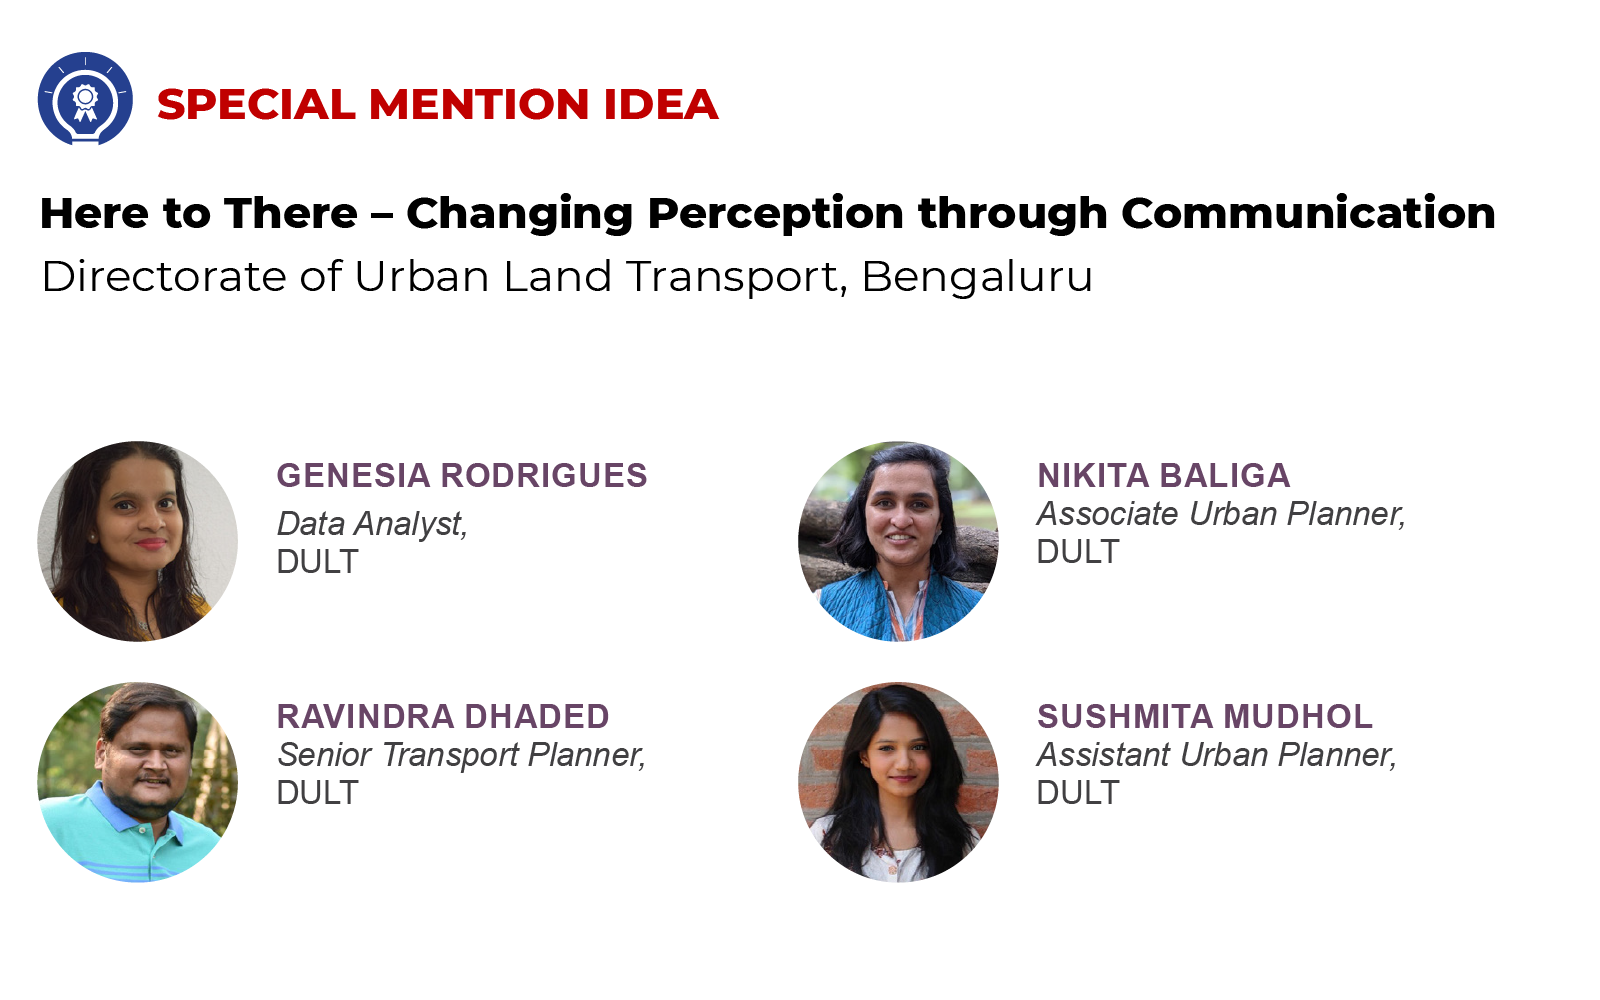 SPECIAL MENTION IDEA
Here to There – Changing Perception through Communication
Directorate of Urban Land Transport, Bengaluru
GENESIA RODRIGUES
Data Analyst,
DULT
NIKITA BALIGA
Associate Urban Planner,
DULT
RAVINDRA DHADED
Senior Transport Planner,
DULT
SUSHMITA MUDHOL
Assistant Urban Planner,
DULT